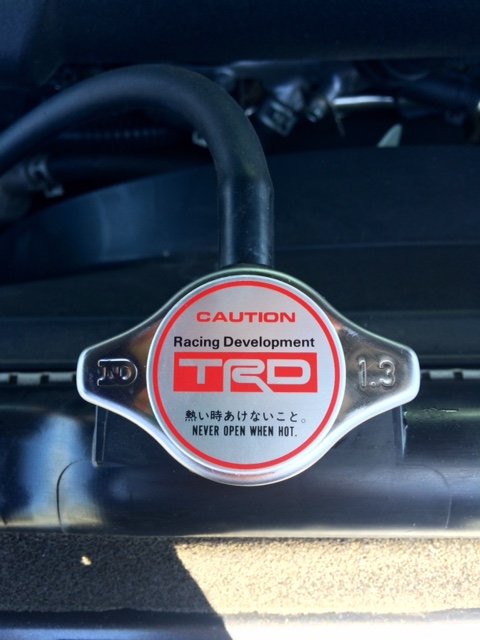 CAUTION
Racing Development
TRD
ND
1.3
熱い時あけないこと。
NEVER OPEN WHEN HOT.